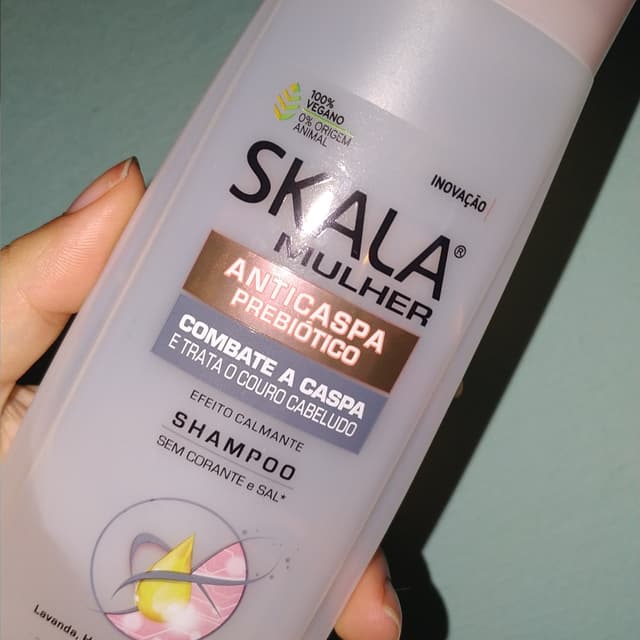 100%
VEGANO
0% ORIGEM
ANIMAL
INOVAÇÃO
SKALA®
MULHER
ANTICASPA
PREBIÓTICO
COMBATE A CASPA
E TRATA O COURO CABELUDO
EFEITO CALMANTE
SHAMPOO
SEM CORANTE e SAL*
Lavanda,